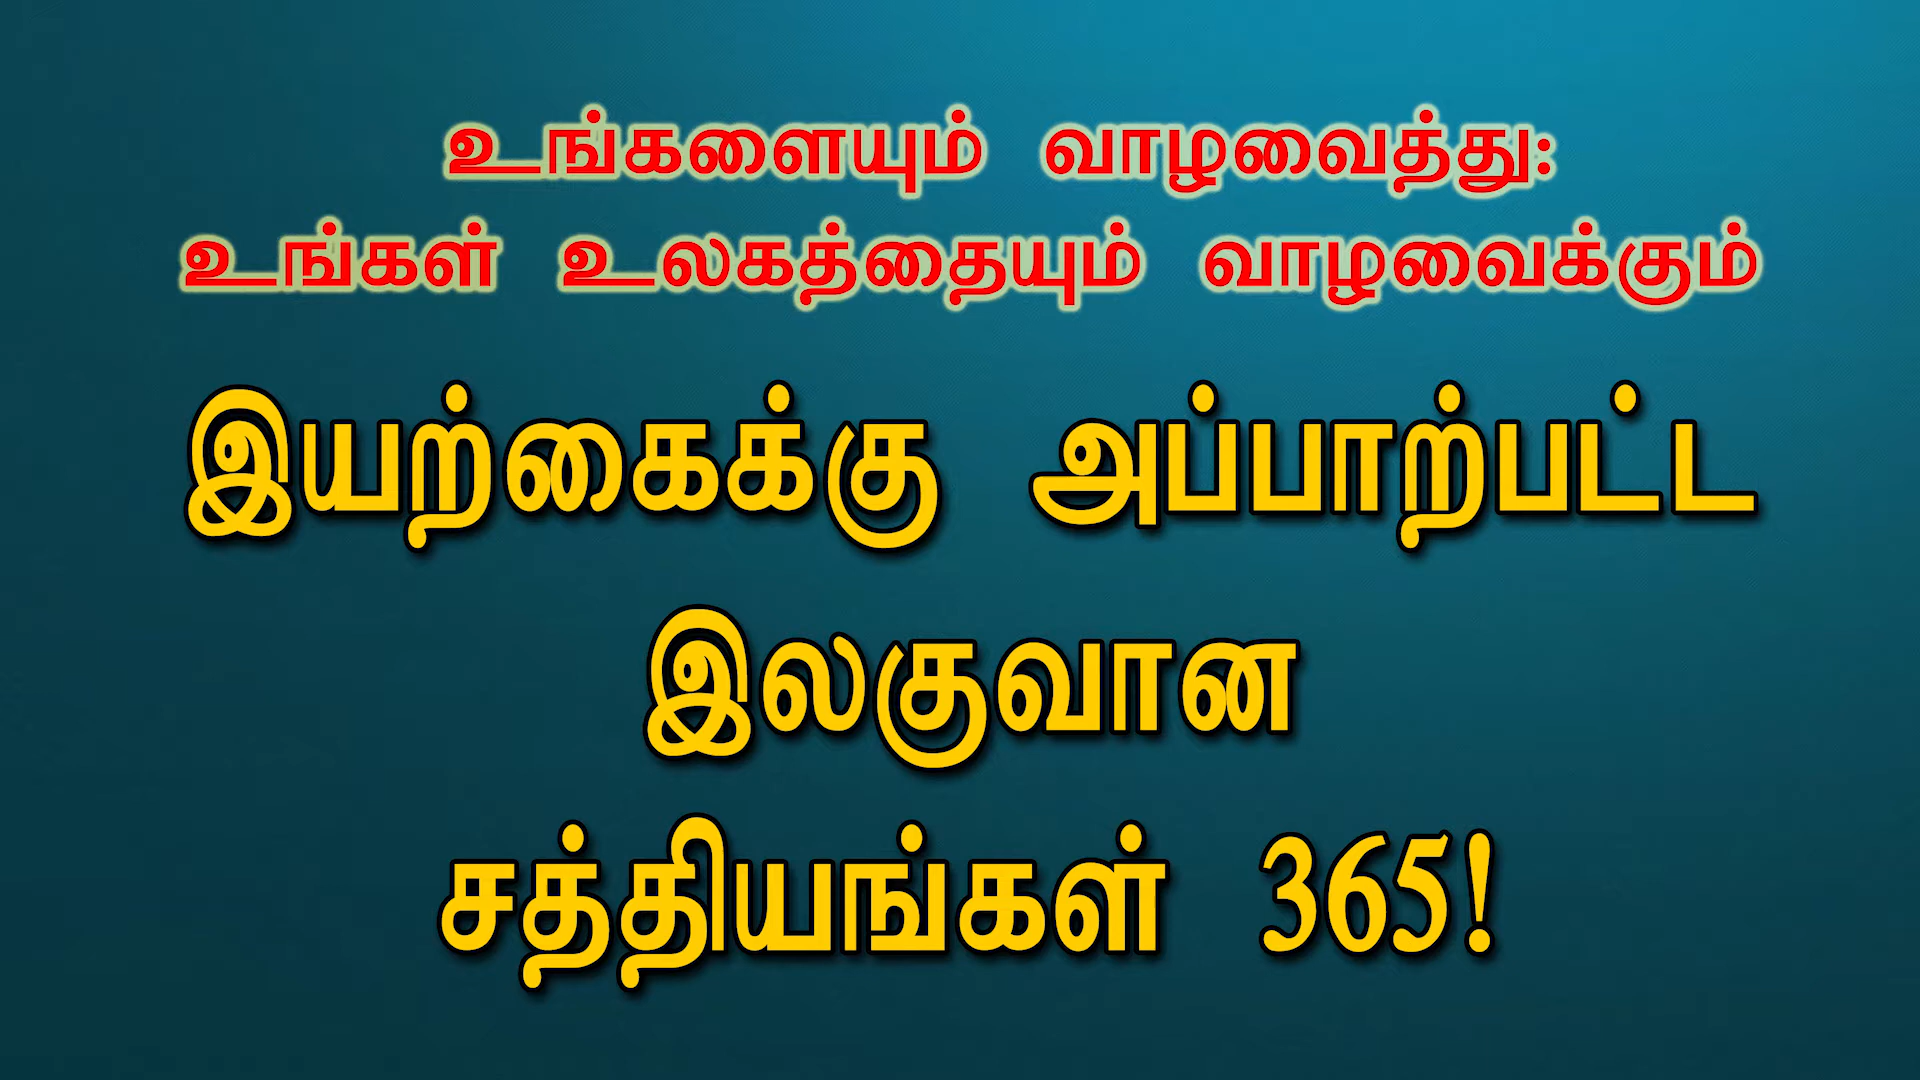 உங்களையும் வாழவைத்து:
உங்கள் உலகத்தையும் வாழவைக்கும்
இயற்கைக்கு அப்பாற்பட்ட
இலகுவான
சத்தியங்கள் 365!